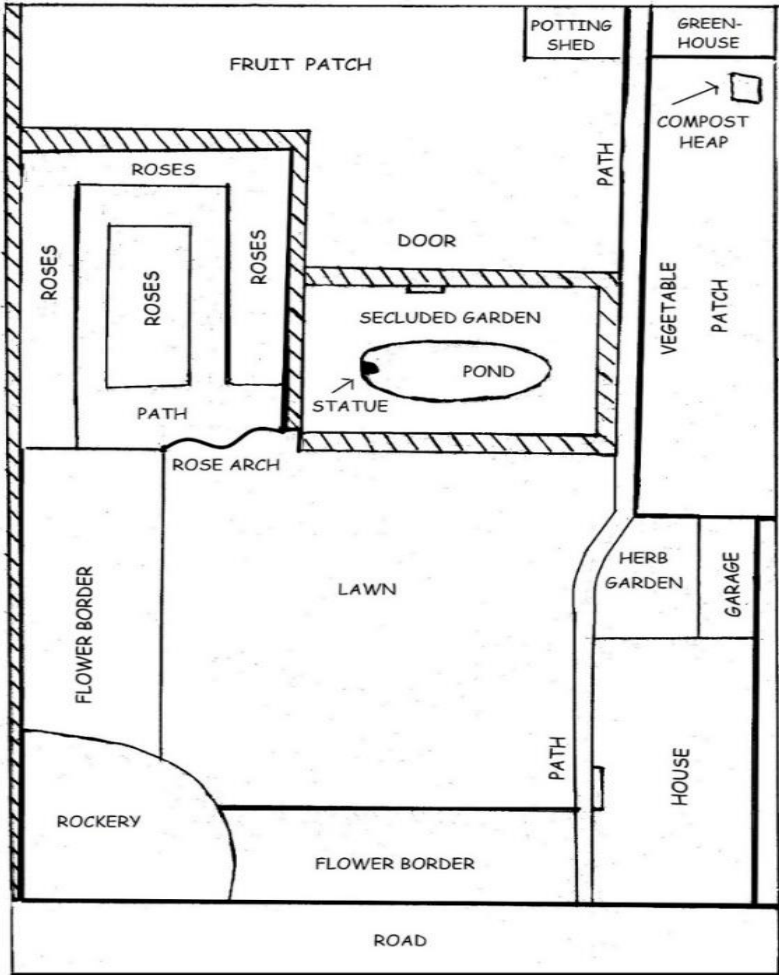 POTTING
SHED
GREEN-
HOUSE
FRUIT PATCH
COMPOST
HEAP
ROSES
PATH
ROSES
ROSES
ROSES
DOOR
VEGETABLE
PATCH
SECLUDED GARDEN
POND
STATUE
PATH
ROSE ARCH
HERB
GARDEN
GARAGE
LAWN
FLOWER BORDER
PATH
HOUSE
ROCKERY
FLOWER BORDER
ROAD